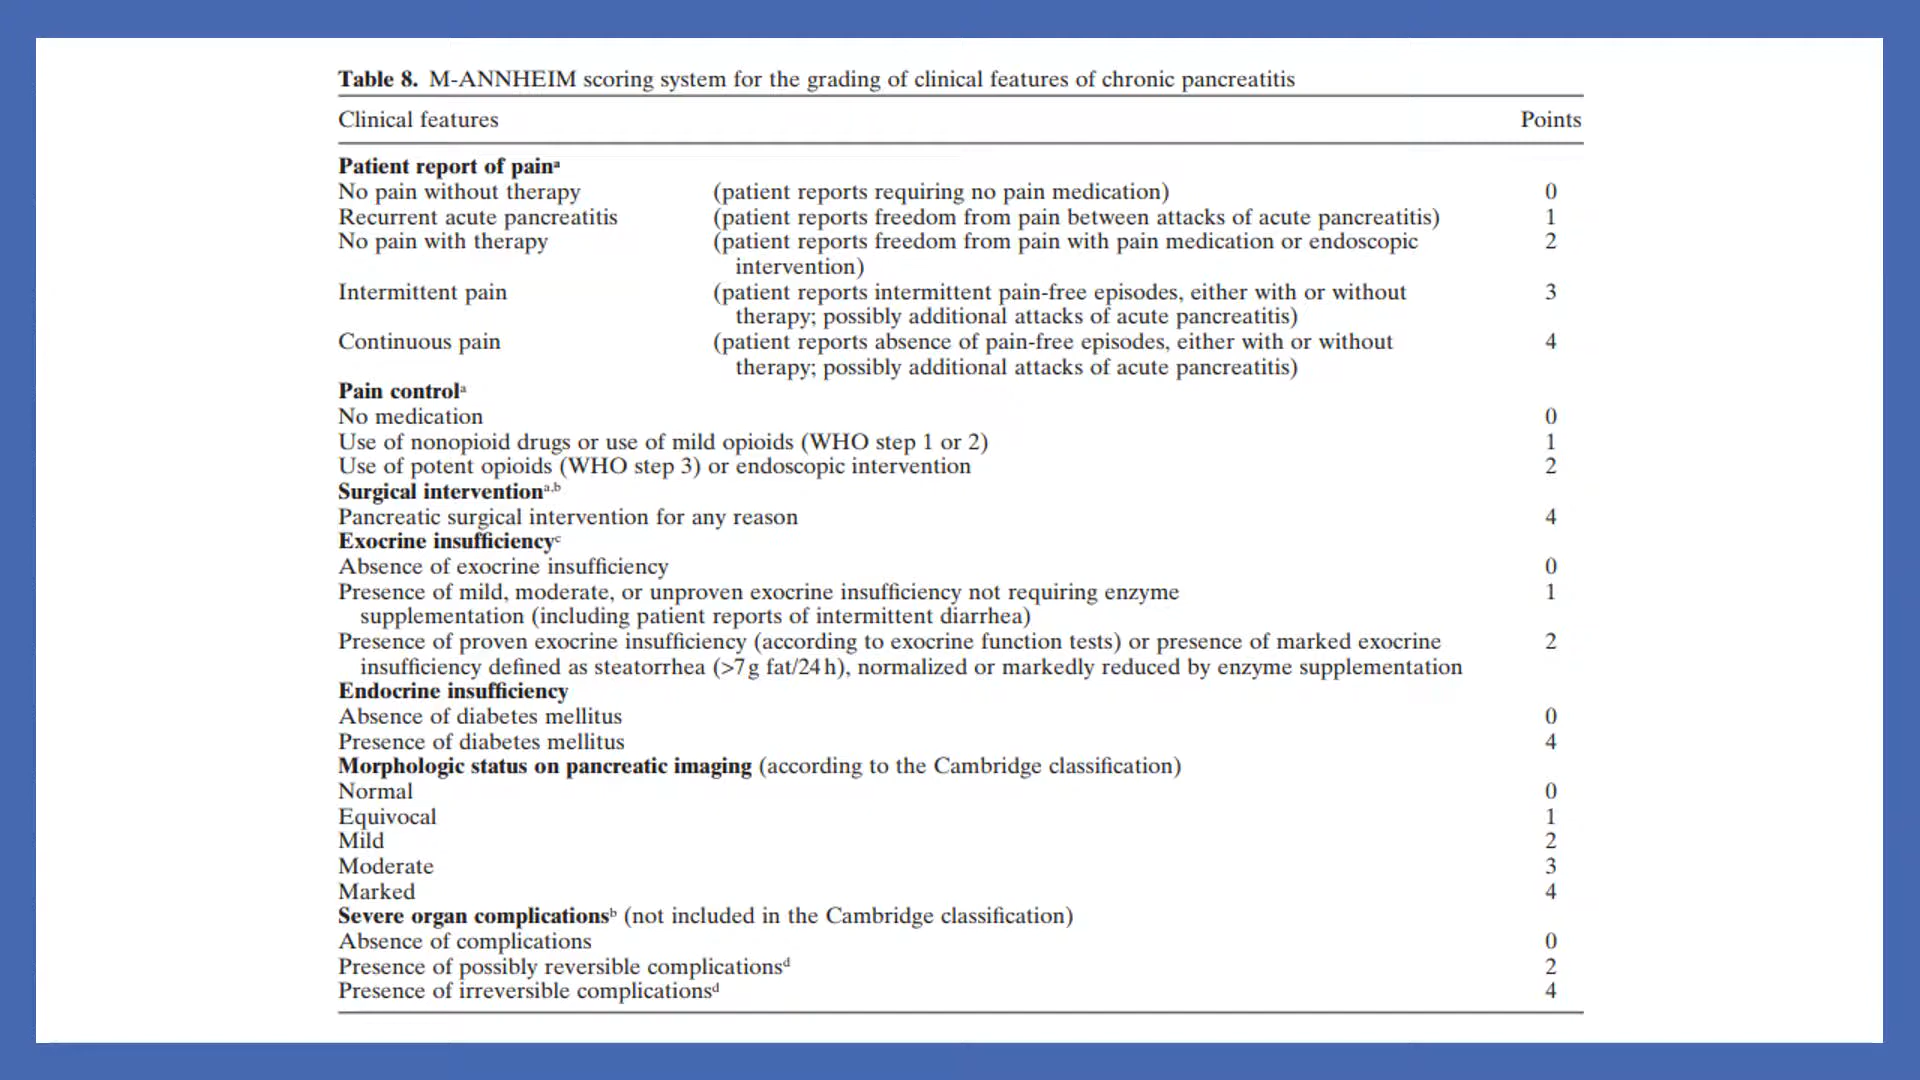 Table 8. M-ANNHEIM scoring system for the grading of clinical features of chronic pancreatitis
Clinical features Points
Patient report of painᵃ
No pain without therapy (patient reports requiring no pain medication) 0
Recurrent acute pancreatitis (patient reports freedom from pain between attacks of acute pancreatitis) 1
No pain with therapy (patient reports freedom from pain with pain medication or endoscopic 2
intervention)
Intermittent pain (patient reports intermittent pain-free episodes, either with or without 3
therapy; possibly additional attacks of acute pancreatitis)
Continuous pain (patient reports absence of pain-free episodes, either with or without 4
therapy; possibly additional attacks of acute pancreatitis)
Pain controlᵃ
No medication 0
Use of nonopioid drugs or use of mild opioids (WHO step 1 or 2) 1
Use of potent opioids (WHO step 3) or endoscopic intervention 2
Surgical interventionᵃ,ᵇ
Pancreatic surgical intervention for any reason 4
Exocrine insufficiencyᶜ
Absence of exocrine insufficiency 0
Presence of mild, moderate, or unproven exocrine insufficiency not requiring enzyme 1
supplementation (including patient reports of intermittent diarrhea)
Presence of proven exocrine insufficiency (according to exocrine function tests) or presence of marked exocrine 2
insufficiency defined as steatorrhea (>7 g fat/24 h), normalized or markedly reduced by enzyme supplementation
Endocrine insufficiency
Absence of diabetes mellitus 0
Presence of diabetes mellitus 4
Morphologic status on pancreatic imaging (according to the Cambridge classification)
Normal 0
Equivocal 1
Mild 2
Moderate 3
Marked 4
Severe organ complicationsᵇ (not included in the Cambridge classification)
Absence of complications 0
Presence of possibly reversible complicationsᵈ 2
Presence of irreversible complicationsᵈ 4